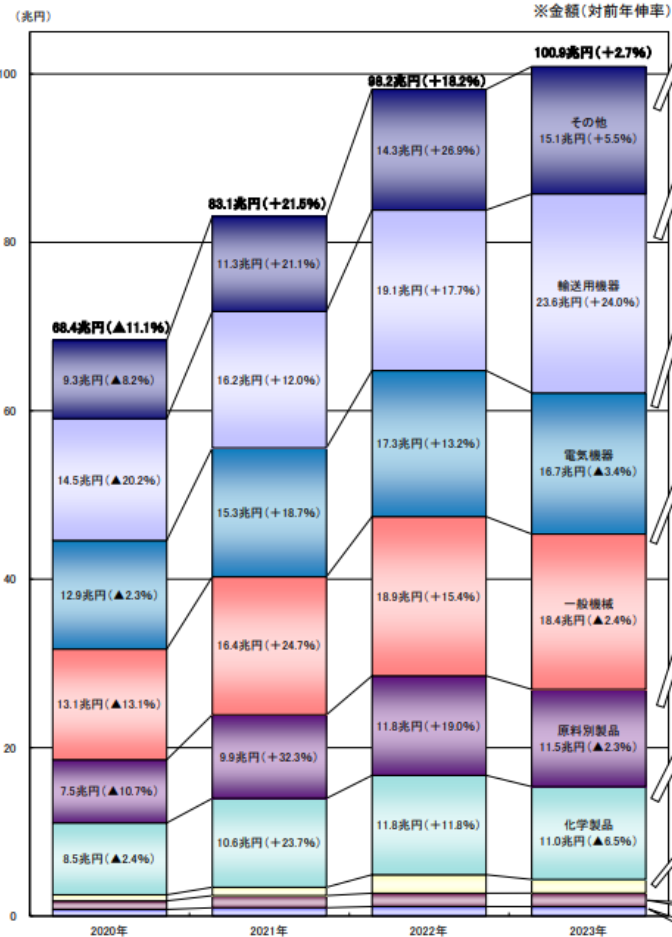 (兆円)
※金額(対前年伸率)
100
80
60
40
20
0
68.4兆円(▲11.1%)
9.3兆円(▲8.2%)
14.5兆円(▲20.2%)
12.9兆円(▲2.3%)
13.1兆円(▲13.1%)
7.5兆円(▲10.7%)
8.5兆円(▲2.4%)
2020年
83.1兆円(+21.5%)
11.3兆円(+21.1%)
16.2兆円(+12.0%)
15.3兆円(+18.7%)
16.4兆円(+24.7%)
9.9兆円(+32.3%)
10.6兆円(+23.7%)
2021年
98.2兆円(+18.2%)
14.3兆円(+26.9%)
19.1兆円(+17.7%)
17.3兆円(+13.2%)
18.9兆円(+15.4%)
11.8兆円(+19.0%)
11.8兆円(+11.8%)
2022年
100.9兆円(+2.7%)
その他
15.1兆円(+5.5%)
輸送用機器
23.6兆円(+24.0%)
電気機器
16.7兆円(▲3.4%)
一般機械
18.4兆円(▲2.4%)
原料別製品
11.5兆円(▲2.3%)
化学製品
11.0兆円(▲6.5%)
2023年